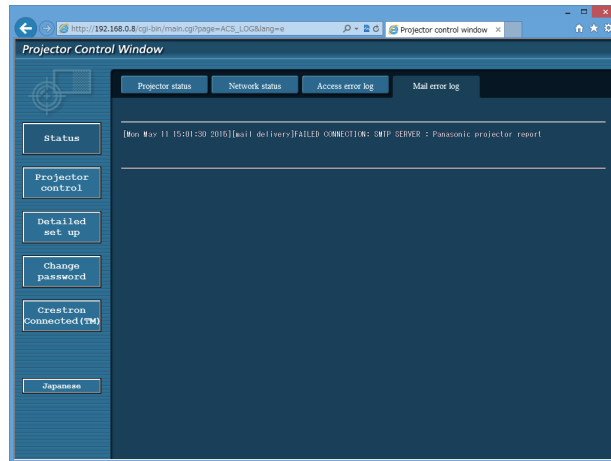 http://192.168.0.8/cgi-bin/main.cgi?page=ACS_LOG&lang=e
Projector control window
Projector Control Window
Projector status
Network status
Access error log
Mail error log
[Mon May 11 15:01:30 2015][mail delivery]FAILED CONNECTION: SMTP SERVER : Panasonic projector report
Status
Projector
control
Detailed
set up
Change
password
Crestron
Connected(TM)
Japanese